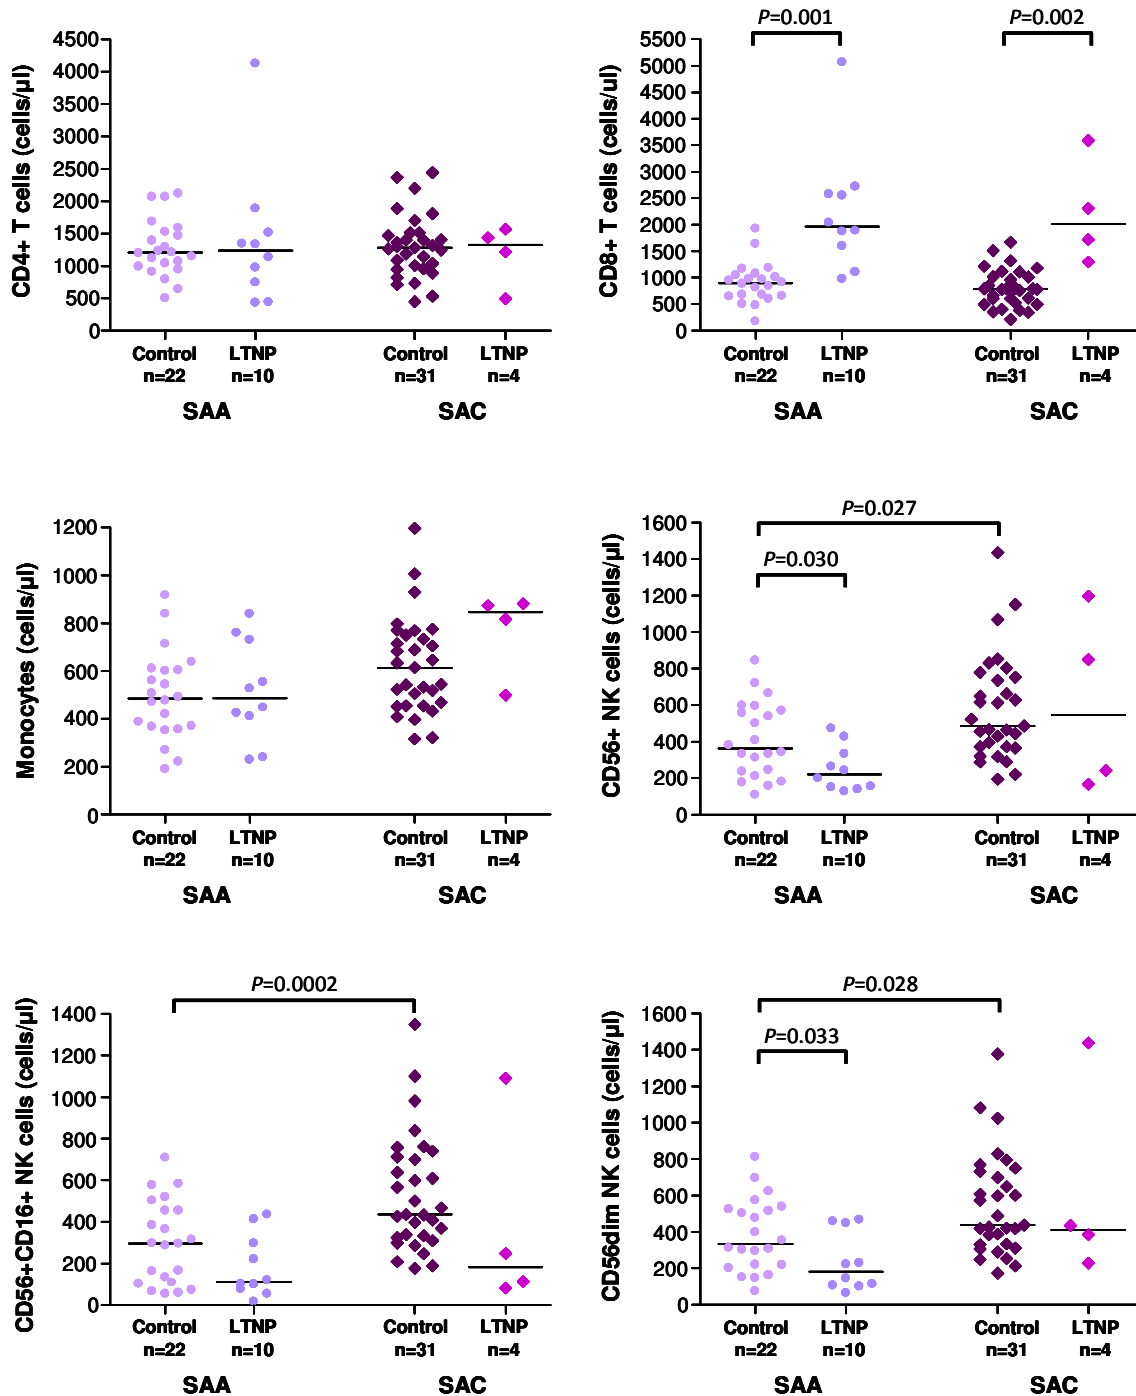 CD4+ T cells (cells/µl)
4500
4000
3500
3000
2500
2000
1500
1000
500
0
Control
n=22
LTNP
n=10
Control
n=31
LTNP
n=4
SAA
SAC
P=0.001
P=0.002
CD8+ T cells (cells/ul)
5500
5000
4500
4000
3500
3000
2500
2000
1500
1000
500
0
Control
n=22
LTNP
n=10
Control
n=31
LTNP
n=4
SAA
SAC
Monocytes (cells/µl)
1200
1000
800
600
400
200
0
Control
n=22
LTNP
n=10
Control
n=31
LTNP
n=4
SAA
SAC
P=0.027
P=0.030
CD56+ NK cells (cells/µl)
1600
1400
1200
1000
800
600
400
200
0
Control
n=22
LTNP
n=10
Control
n=31
LTNP
n=4
SAA
SAC
P=0.0002
CD56+CD16+ NK cells (cells/µl)
1400
1200
1000
800
600
400
200
0
Control
n=22
LTNP
n=10
Control
n=31
LTNP
n=4
SAA
SAC
P=0.028
P=0.033
CD56dim NK cells (cells/µl)
1600
1400
1200
1000
800
600
400
200
0
Control
n=22
LTNP
n=10
Control
n=31
LTNP
n=4
SAA
SAC